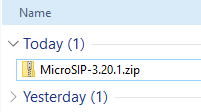 Name
Today (1)
MicroSIP-3.20.1.zip
Yesterday (1)